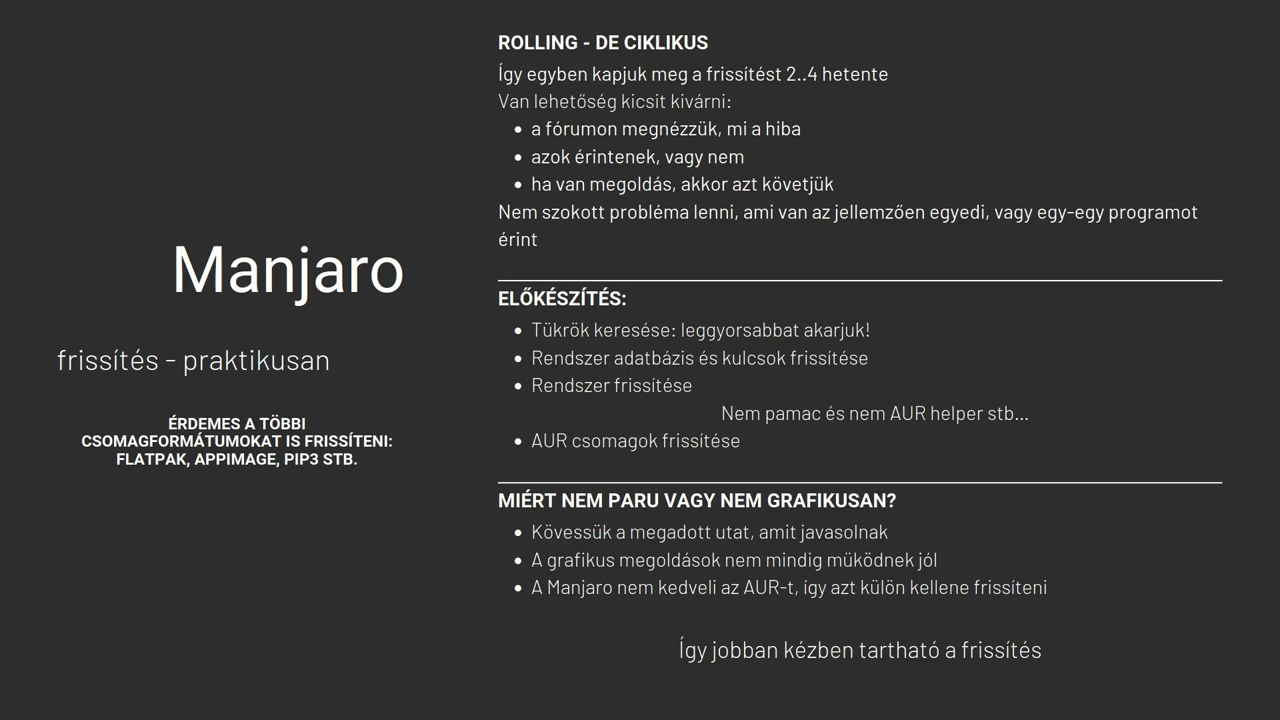 Manjaro
frissítés - praktikusan
ÉRDEMES A TÖBBI
CSOMAGFORMÁTUMOKAT IS FRISSÍTENI:
FLATPAK, APPIMAGE, PIP3 STB.
ROLLING - DE CIKLIKUS
Így egyben kapjuk meg a frissítést 2..4 hetente
Van lehetőség kicsit kivárni:
• a fórumon megnézzük, mi a hiba
• azok érintenek, vagy nem
• ha van megoldás, akkor azt követjük
Nem szokott probléma lenni, ami van az jellemzően egyedi, vagy egy-egy programot
érint
ELŐKÉSZÍTÉS:
• Tükrök keresése: leggyorsabbat akarjuk!
• Rendszer adatbázis és kulcsok frissítése
• Rendszer frissítése
Nem pamac és nem AUR helper stb...
• AUR csomagok frissítése
MIÉRT NEM PARU VAGY NEM GRAFIKUSAN?
• Kövessük a megadott utat, amit javasolnak
• A grafikus megoldások nem mindig müködnek jól
• A Manjaro nem kedveli az AUR-t, így azt külön kellene frissíteni
Így jobban kézben tartható a frissítés